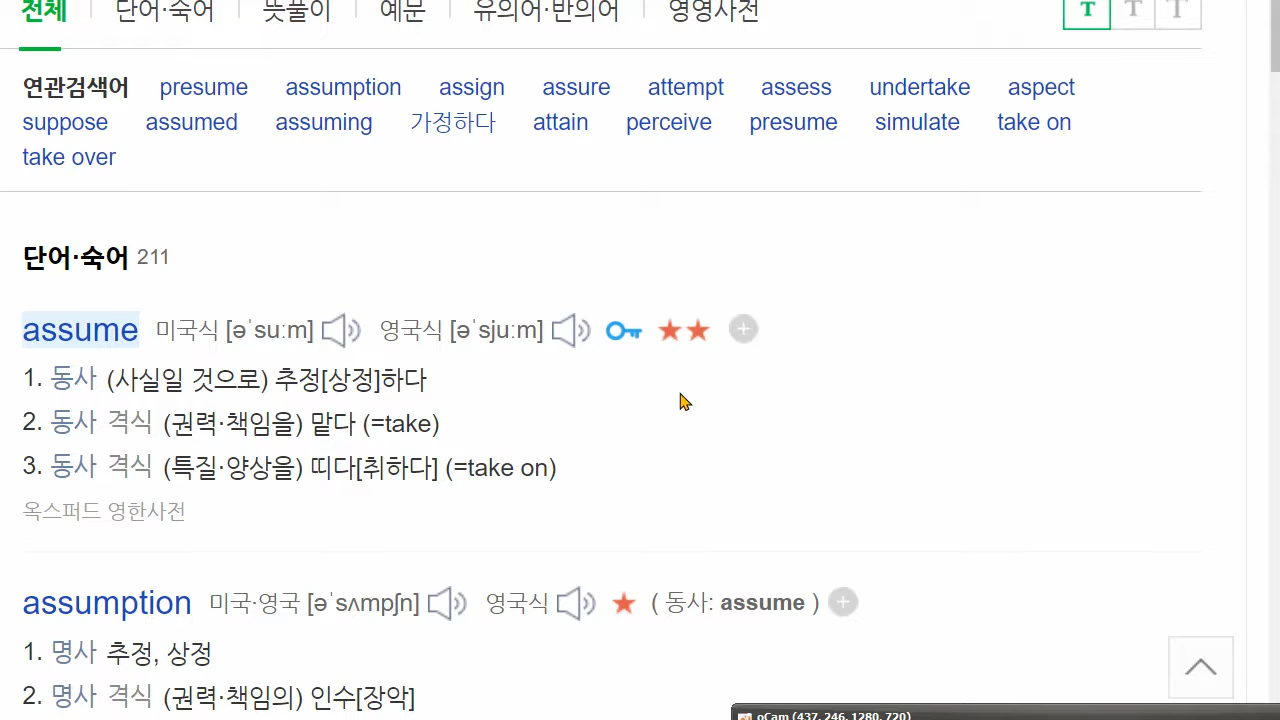 전체 단어·숙어 뜻풀이 예문 유의어·반의어 영영사전 T T T
연관검색어 presume assumption assign assure attempt assess undertake aspect
suppose assumed assuming 가정하다 attain perceive presume simulate take on
take over
단어·숙어 211
assume 미국식 [əˈsuːm] 영국식 [əˈsjuːm]
1. 동사 (사실일 것으로) 추정[상정]하다
2. 동사 격식 (권력·책임을) 맡다 (=take)
3. 동사 격식 (특질·양상을) 띠다[취하다] (=take on)
옥스퍼드 영한사전
assumption 미국·영국 [əˈsʌmpʃn] 영국식 ( 동사: assume )
1. 명사 추정, 상정
2. 명사 격식 (권력·책임의) 인수[장악]
oCam (437, 246, 1280, 720)